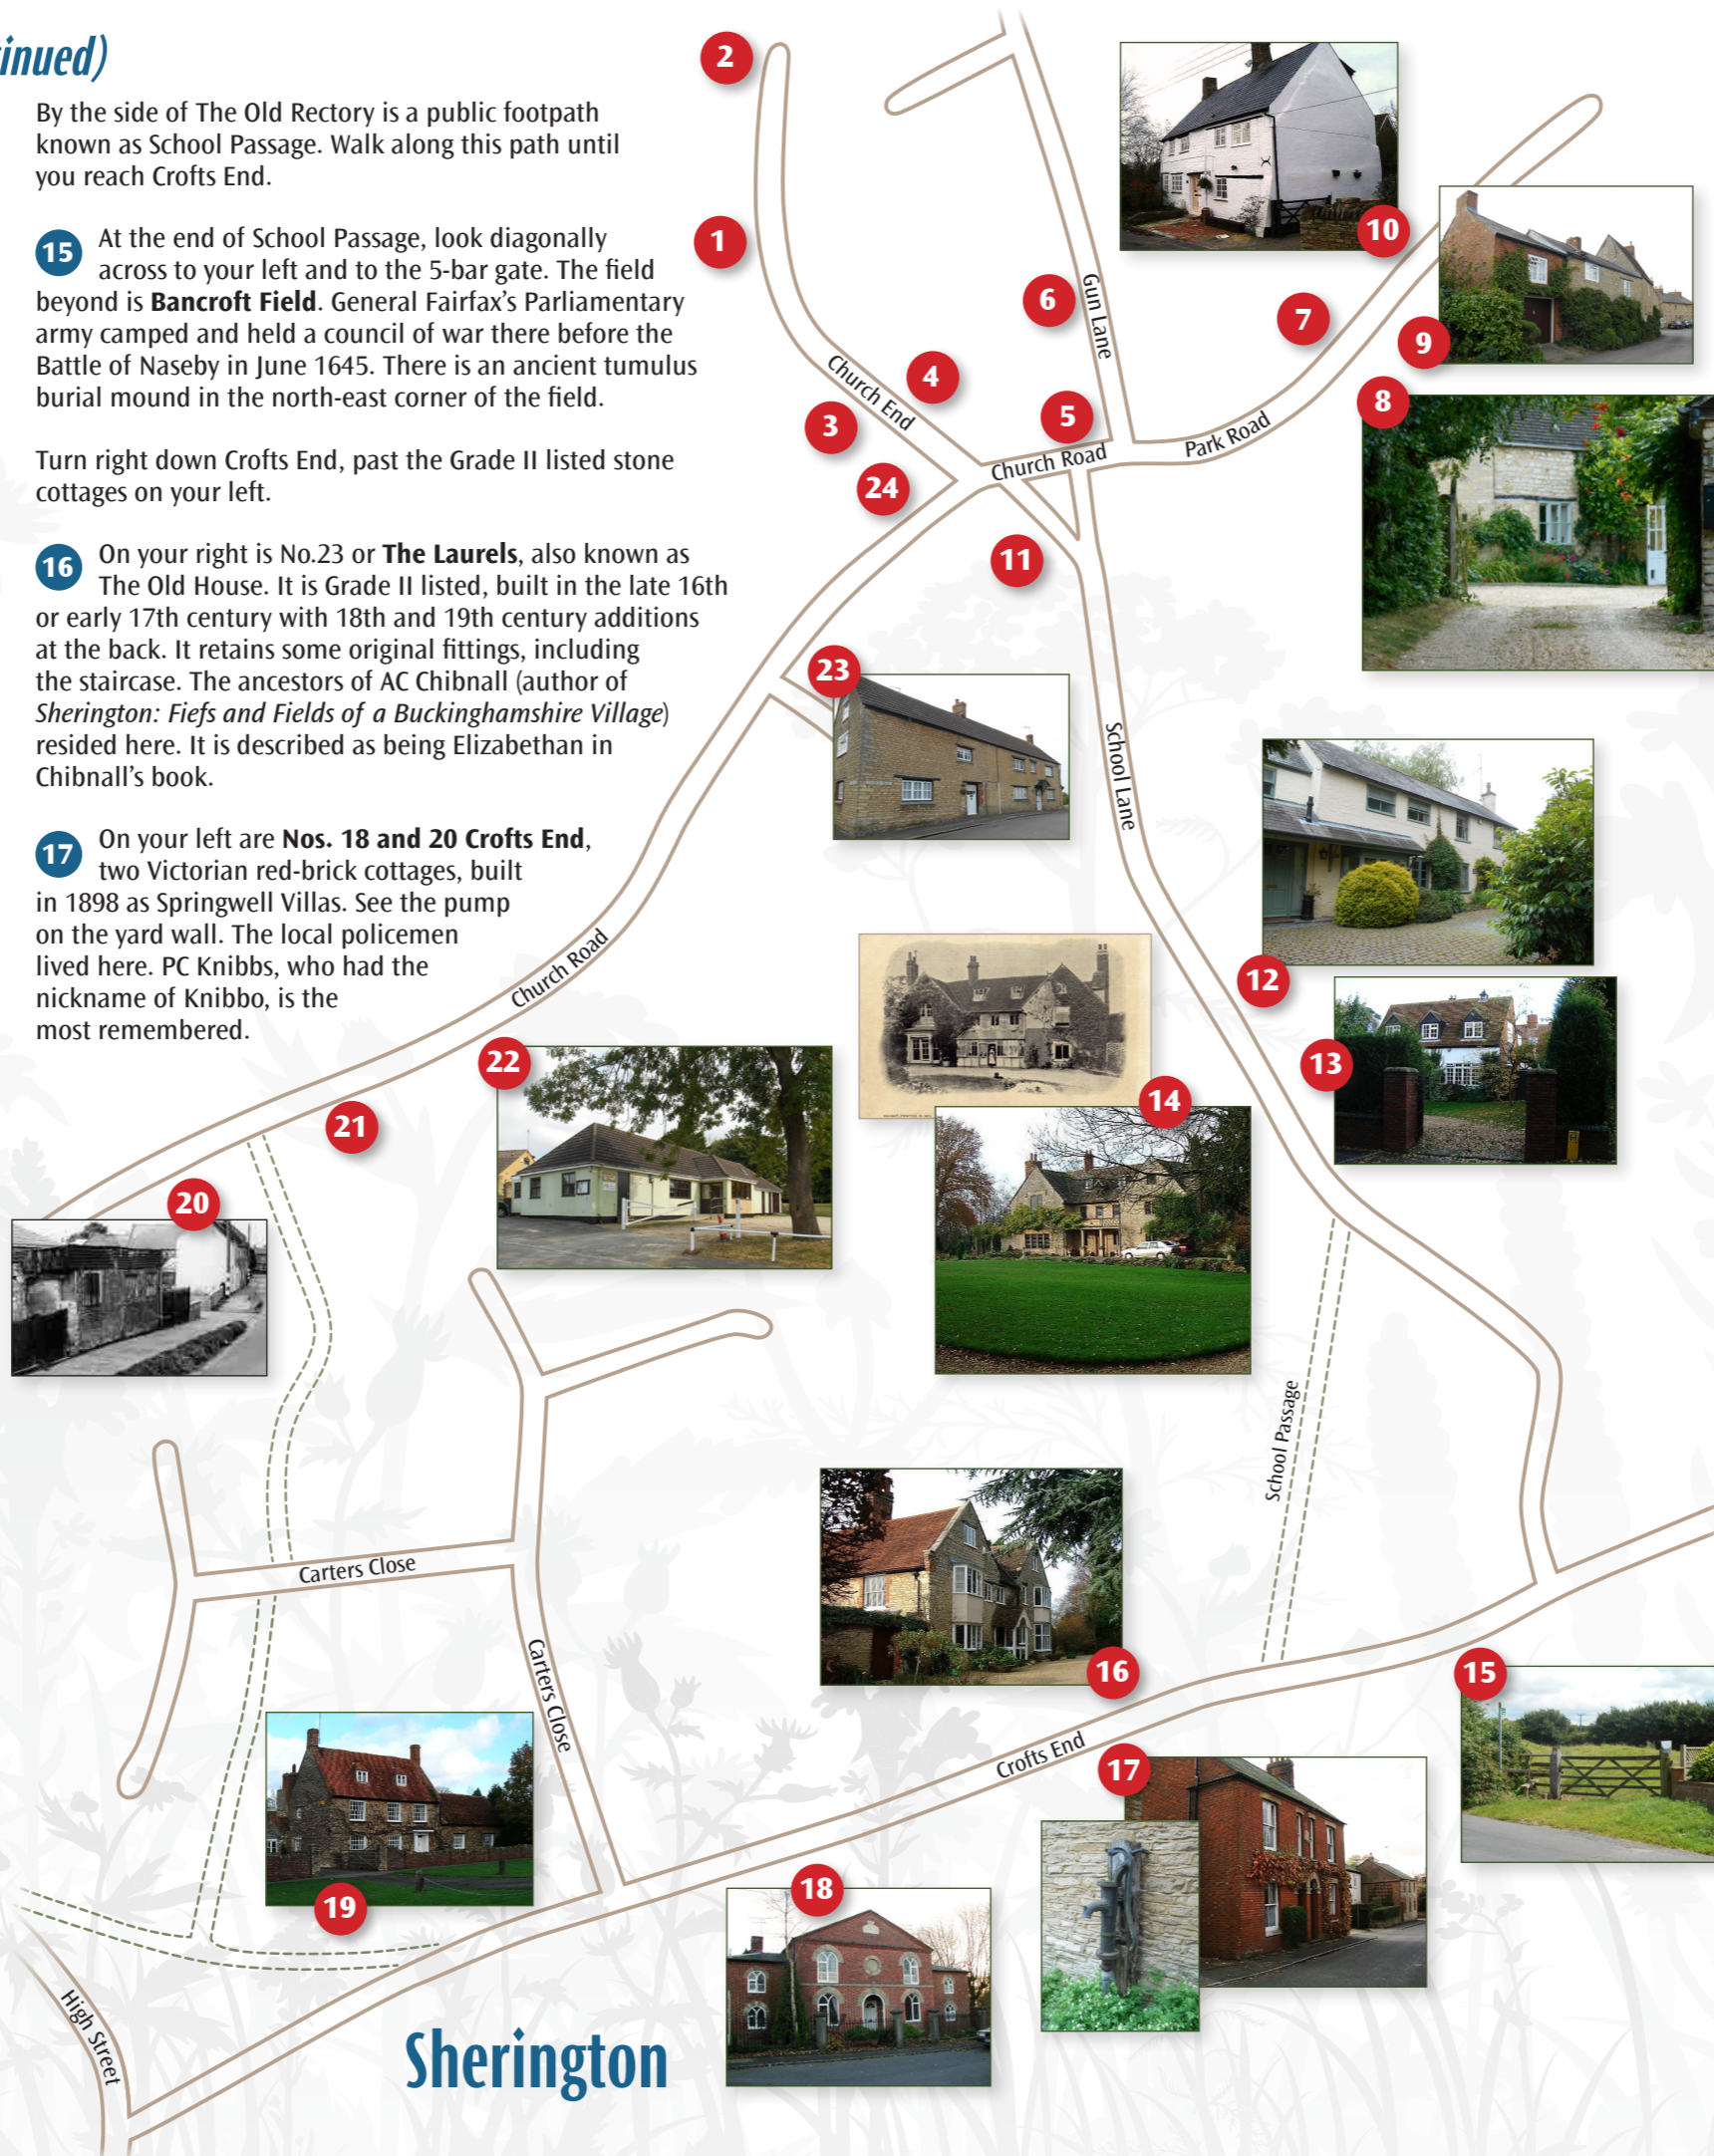 inued)
By the side of The Old Rectory is a public footpath
known as School Passage. Walk along this path until
you reach Crofts End.
15 At the end of School Passage, look diagonally
across to your left and to the 5-bar gate. The field
beyond is Bancroft Field. General Fairfax's Parliamentary
army camped and held a council of war there before the
Battle of Naseby in June 1645. There is an ancient tumulus
burial mound in the north-east corner of the field.
Turn right down Crofts End, past the Grade II listed stone
cottages on your left.
16 On your right is No.23 or The Laurels, also known as
The Old House. It is Grade II listed, built in the late 16th
or early 17th century with 18th and 19th century additions
at the back. It retains some original fittings, including
the staircase. The ancestors of AC Chibnall (author of
Sherington: Fiefs and Fields of a Buckinghamshire Village)
resided here. It is described as being Elizabethan in
Chibnall's book.
17 On your left are Nos. 18 and 20 Crofts End,
two Victorian red-brick cottages, built
in 1898 as Springwell Villas. See the pump
on the yard wall. The local policemen
lived here. PC Knibbs, who had the
nickname of Knibbo, is the
most remembered.
2
1
10
6
Gun Lane
7
9
Church End
4
8
3
5
Church Road
Park Road
24
11
23
School Lane
Church Road
12
22
13
14
21
20
School Passage
Carters Close
Carters Close
16
15
Crofts End
17
18
19
High Street
Sherington